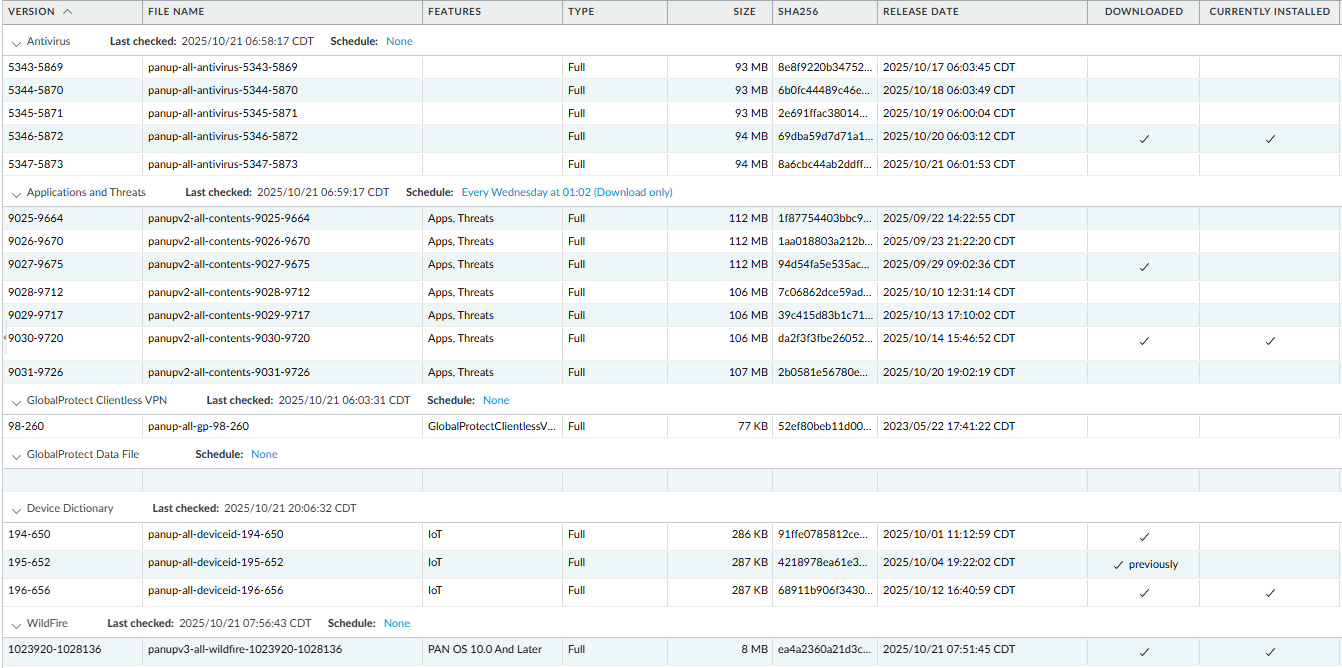 VERSION FILE NAME FEATURES TYPE SIZE SHA256 RELEASE DATE DOWNLOADED CURRENTLY INSTALLED
Antivirus Last checked: 2025/10/21 06:58:17 CDT Schedule: None
5343-5869 panup-all-antivirus-5343-5869 Full 93 MB 8e8f9220b34752... 2025/10/17 06:03:45 CDT
5344-5870 panup-all-antivirus-5344-5870 Full 93 MB 6b0fc44489c46e... 2025/10/18 06:03:49 CDT
5345-5871 panup-all-antivirus-5345-5871 Full 93 MB 2e691ffac38014... 2025/10/19 06:00:04 CDT
5346-5872 panup-all-antivirus-5346-5872 Full 94 MB 69dba59d7d71a1... 2025/10/20 06:03:12 CDT ✓ ✓
5347-5873 panup-all-antivirus-5347-5873 Full 94 MB 8a6cbc44ab2ddff... 2025/10/21 06:01:53 CDT
Applications and Threats Last checked: 2025/10/21 06:59:17 CDT Schedule: Every Wednesday at 01:02 (Download only)
9025-9664 panupv2-all-contents-9025-9664 Apps, Threats Full 112 MB 1f87754403bbc9... 2025/09/22 14:22:55 CDT
9026-9670 panupv2-all-contents-9026-9670 Apps, Threats Full 112 MB 1aa018803a212b... 2025/09/23 21:22:20 CDT
9027-9675 panupv2-all-contents-9027-9675 Apps, Threats Full 112 MB 94d54fa5e535ac... 2025/09/29 09:02:36 CDT ✓
9028-9712 panupv2-all-contents-9028-9712 Apps, Threats Full 106 MB 7c06862dce59ad... 2025/10/10 12:31:14 CDT
9029-9717 panupv2-all-contents-9029-9717 Apps, Threats Full 106 MB 39c415d83b1c71... 2025/10/13 17:10:02 CDT
9030-9720 panupv2-all-contents-9030-9720 Apps, Threats Full 106 MB da2f3f3fbe26052... 2025/10/14 15:46:52 CDT ✓ ✓
9031-9726 panupv2-all-contents-9031-9726 Apps, Threats Full 107 MB 2b0581e56780e... 2025/10/20 19:02:19 CDT
GlobalProtect Clientless VPN Last checked: 2025/10/21 06:03:31 CDT Schedule: None
98-260 panup-all-gp-98-260 GlobalProtectClientlessV... Full 77 KB 52ef80beb11d00... 2023/05/22 17:41:22 CDT
GlobalProtect Data File Schedule: None
Device Dictionary Last checked: 2025/10/21 20:06:32 CDT
194-650 panup-all-deviceid-194-650 IoT Full 286 KB 91ffe0785812ce... 2025/10/01 11:12:59 CDT ✓
195-652 panup-all-deviceid-195-652 IoT Full 287 KB 4218978ea61e3... 2025/10/04 19:22:02 CDT ✓ previously
196-656 panup-all-deviceid-196-656 IoT Full 287 KB 68911b906f3430... 2025/10/12 16:40:59 CDT ✓ ✓
WildFire Last checked: 2025/10/21 07:56:43 CDT Schedule: None
1023920-1028136 panupv3-all-wildfire-1023920-1028136 PAN OS 10.0 And Later Full 8 MB ea4a2360a21d3c... 2025/10/21 07:51:45 CDT ✓ ✓